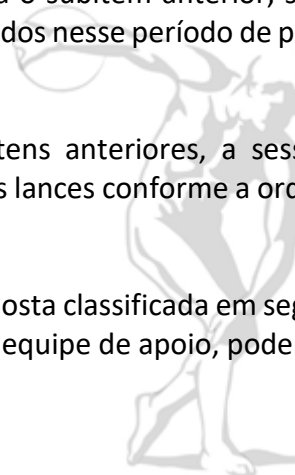 o subitem anterior, s
dos nesse período de p
tens anteriores, a sess
s lances conforme a ord
osta classificada em seg
equipe de apoio, pode